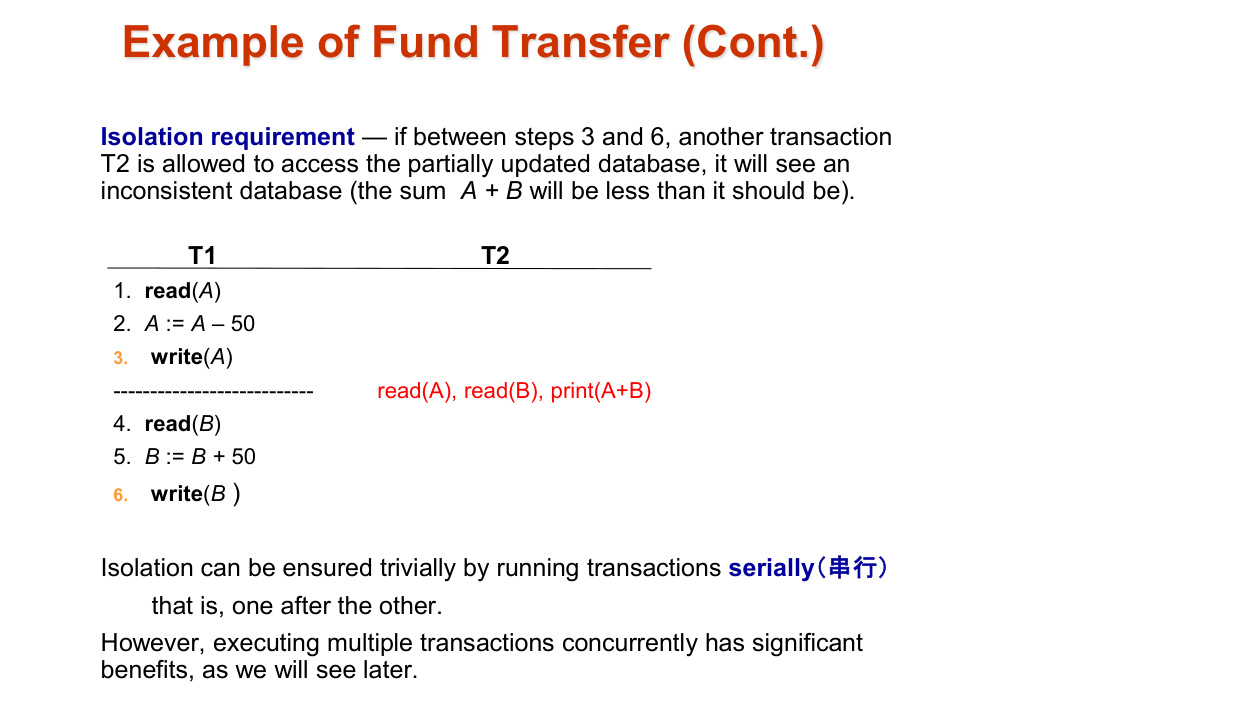 Example of Fund Transfer (Cont.)
Isolation requirement — if between steps 3 and 6, another transaction
T2 is allowed to access the partially updated database, it will see an
inconsistent database (the sum  A + B will be less than it should be).
T1 T2
1. read(A)
2. A := A – 50
3. write(A)
--------------------------- read(A), read(B), print(A+B)
4. read(B)
5. B := B + 50
6. write(B )
Isolation can be ensured trivially by running transactions serially（串行）
that is, one after the other.
However, executing multiple transactions concurrently has significant
benefits, as we will see later.